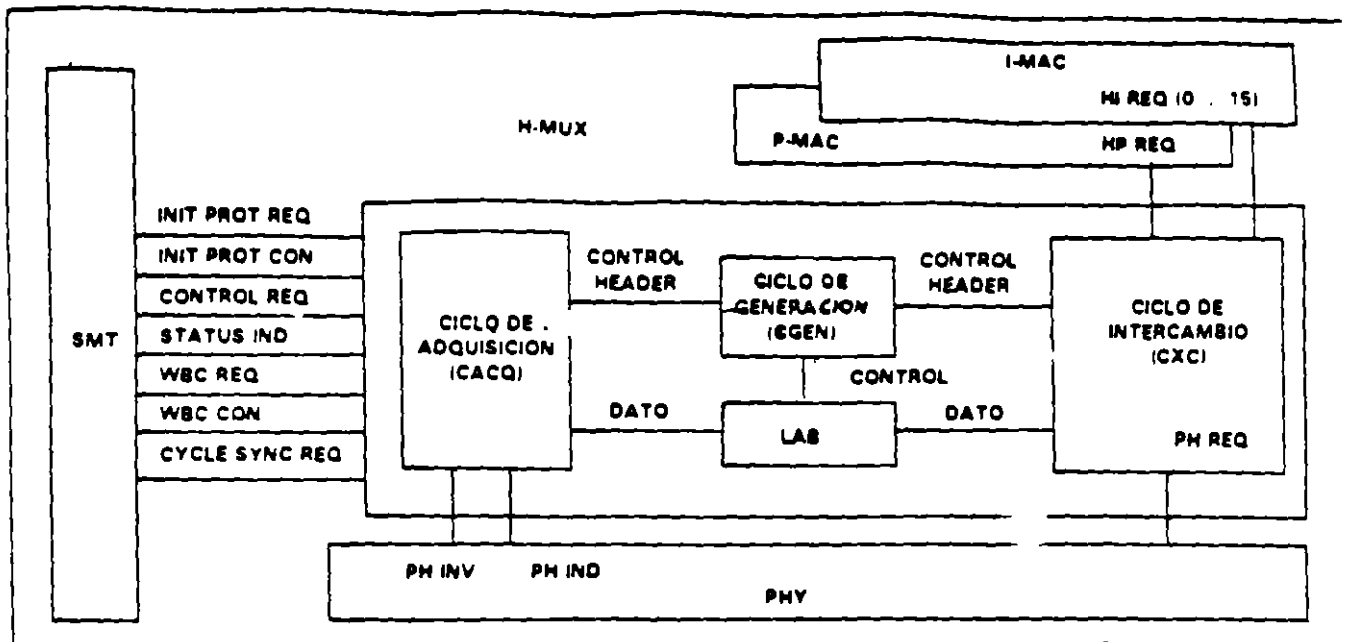 I-MAC
HI REQ (0 . 15)
H-MUX
P-MAC
HP REQ
INIT PROT REQ
INIT PROT CON
CONTROL REQ
STATUS IND
WBC REQ
WBC CON
CYCLE SYNC REQ
SMT
CICLO DE .
ADQUISICION
(CACQ)
CONTROL
HEADER
CICLO DE
GENERACION
(CGEN)
CONTROL
HEADER
CICLO DE
INTERCAMBIO
(CXC)
CONTROL
DATO
LAB
DATO
PH REQ
PH INV
PH IND
PHY